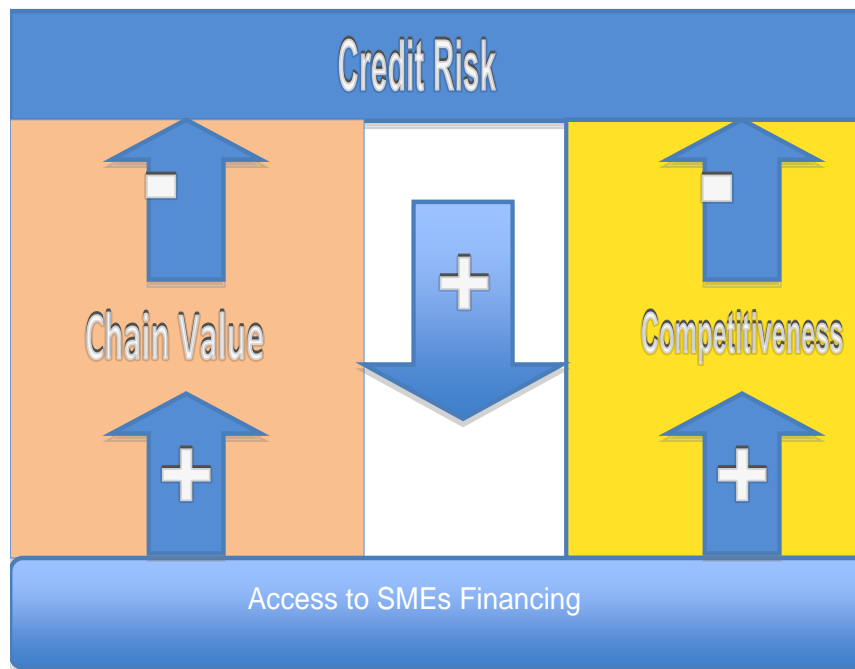 Credit Risk
-
-
+
Chain Value
Competitiveness
+
+
Access to SMEs Financing